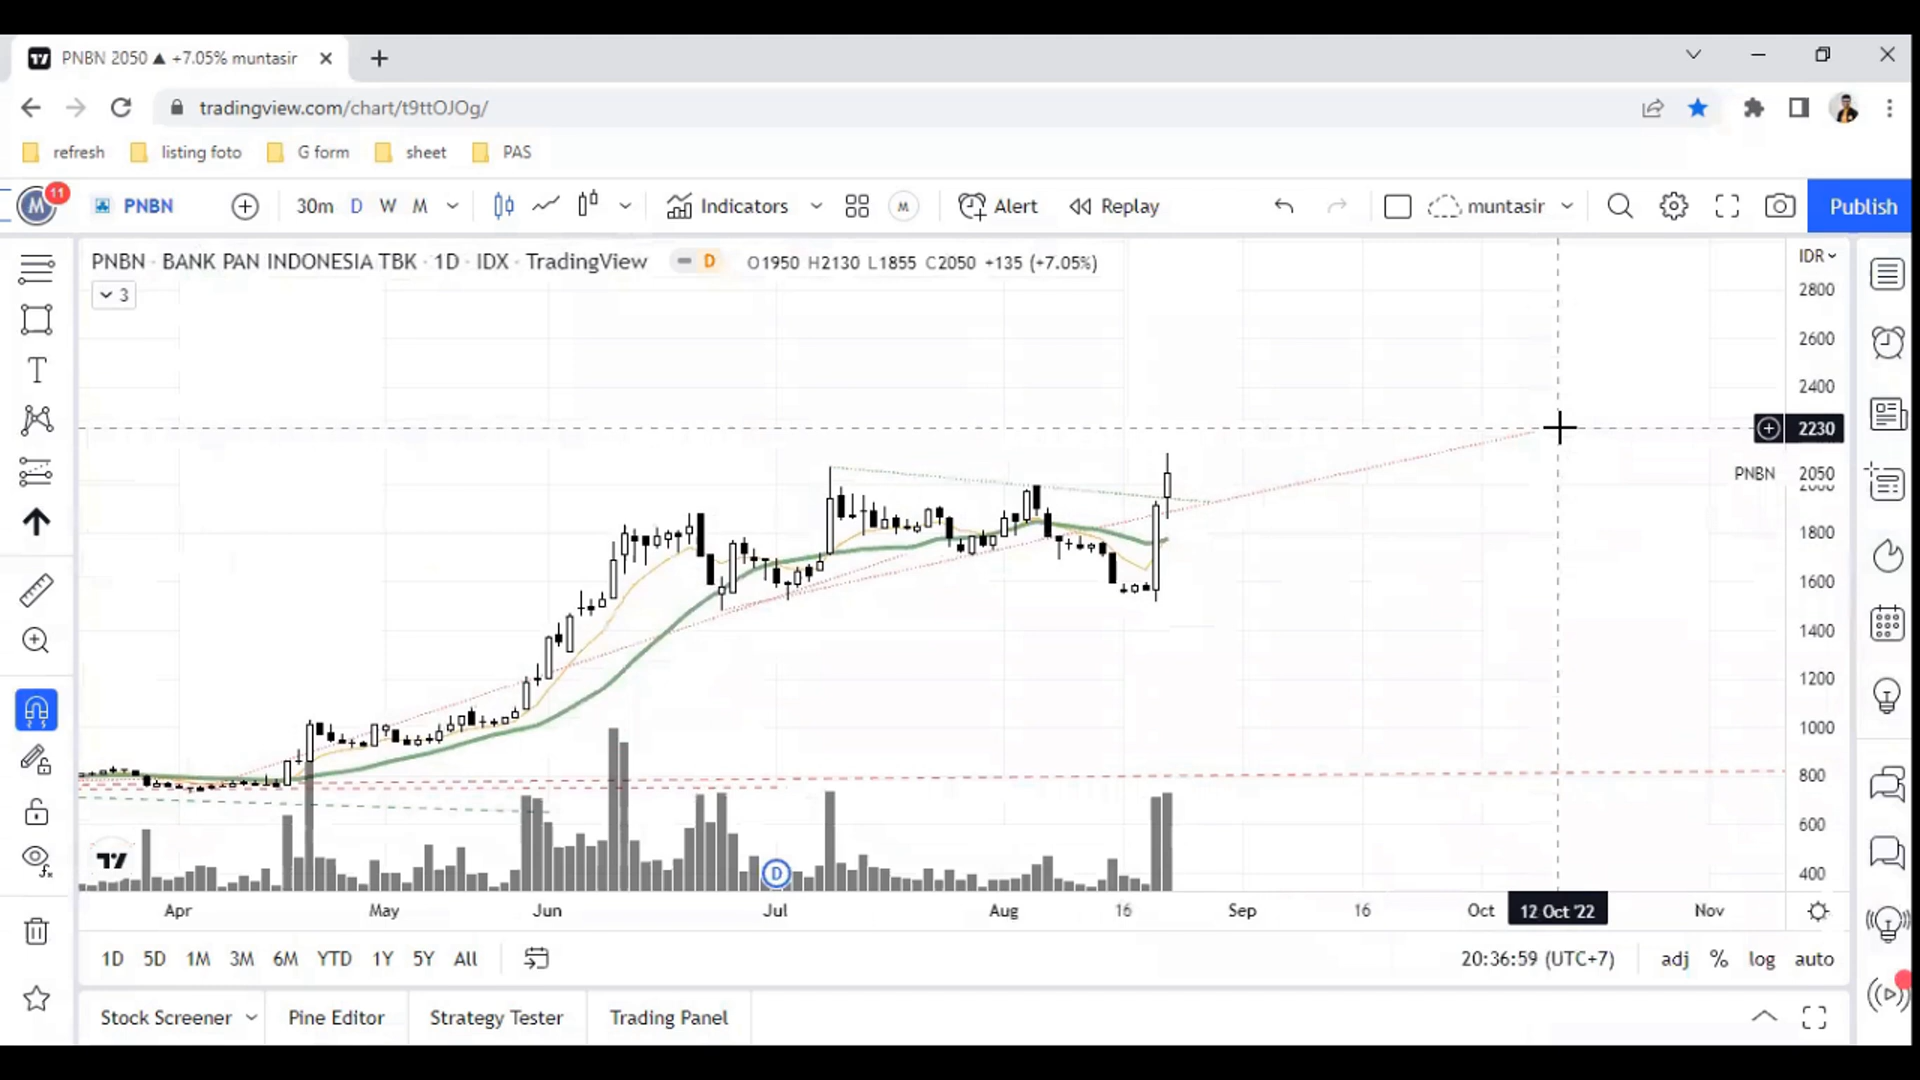 PNBN 2050 ▲ +7.05% muntasir
tradingview.com/chart/t9ttOJOg/
refresh listing foto G form sheet PAS
M 11 PNBN 30m D W M Indicators M Alert Replay muntasir Publish
PNBN · BANK PAN INDONESIA TBK · 1D · IDX · TradingView D O1950 H2130 L1855 C2050 +135 (+7.05%)
IDR
3
2800
2600
2400
2230
PNBN 2050
2000
1800
1600
1400
1200
1000
800
600
400
D
Apr May Jun Jul Aug 16 Sep 16 Oct 12 Oct '22 Nov
1D 5D 1M 3M 6M YTD 1Y 5Y All 20:36:59 (UTC+7) adj % log auto
Stock Screener Pine Editor Strategy Tester Trading Panel